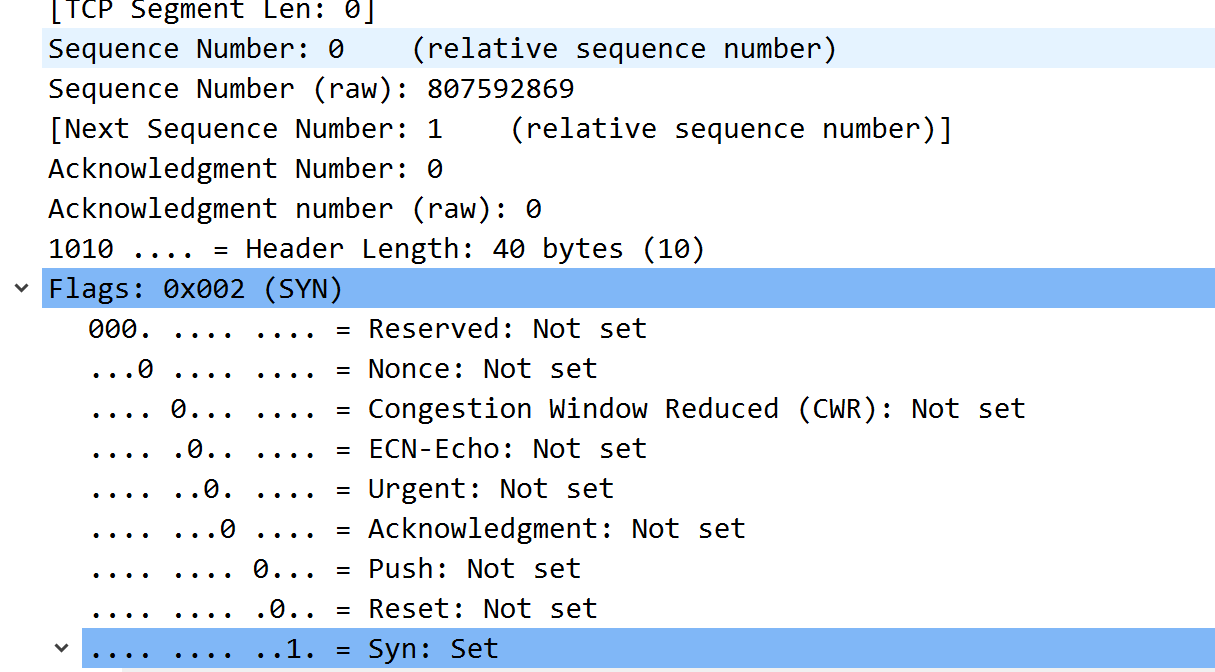 [TCP Segment Len: 0]
Sequence Number: 0    (relative sequence number)
Sequence Number (raw): 807592869
[Next Sequence Number: 1    (relative sequence number)]
Acknowledgment Number: 0
Acknowledgment number (raw): 0
1010 .... = Header Length: 40 bytes (10)
Flags: 0x002 (SYN)
000. .... .... = Reserved: Not set
...0 .... .... = Nonce: Not set
.... 0... .... = Congestion Window Reduced (CWR): Not set
.... .0.. .... = ECN-Echo: Not set
.... ..0. .... = Urgent: Not set
.... ...0 .... = Acknowledgment: Not set
.... .... 0... = Push: Not set
.... .... .0.. = Reset: Not set
.... .... ..1. = Syn: Set